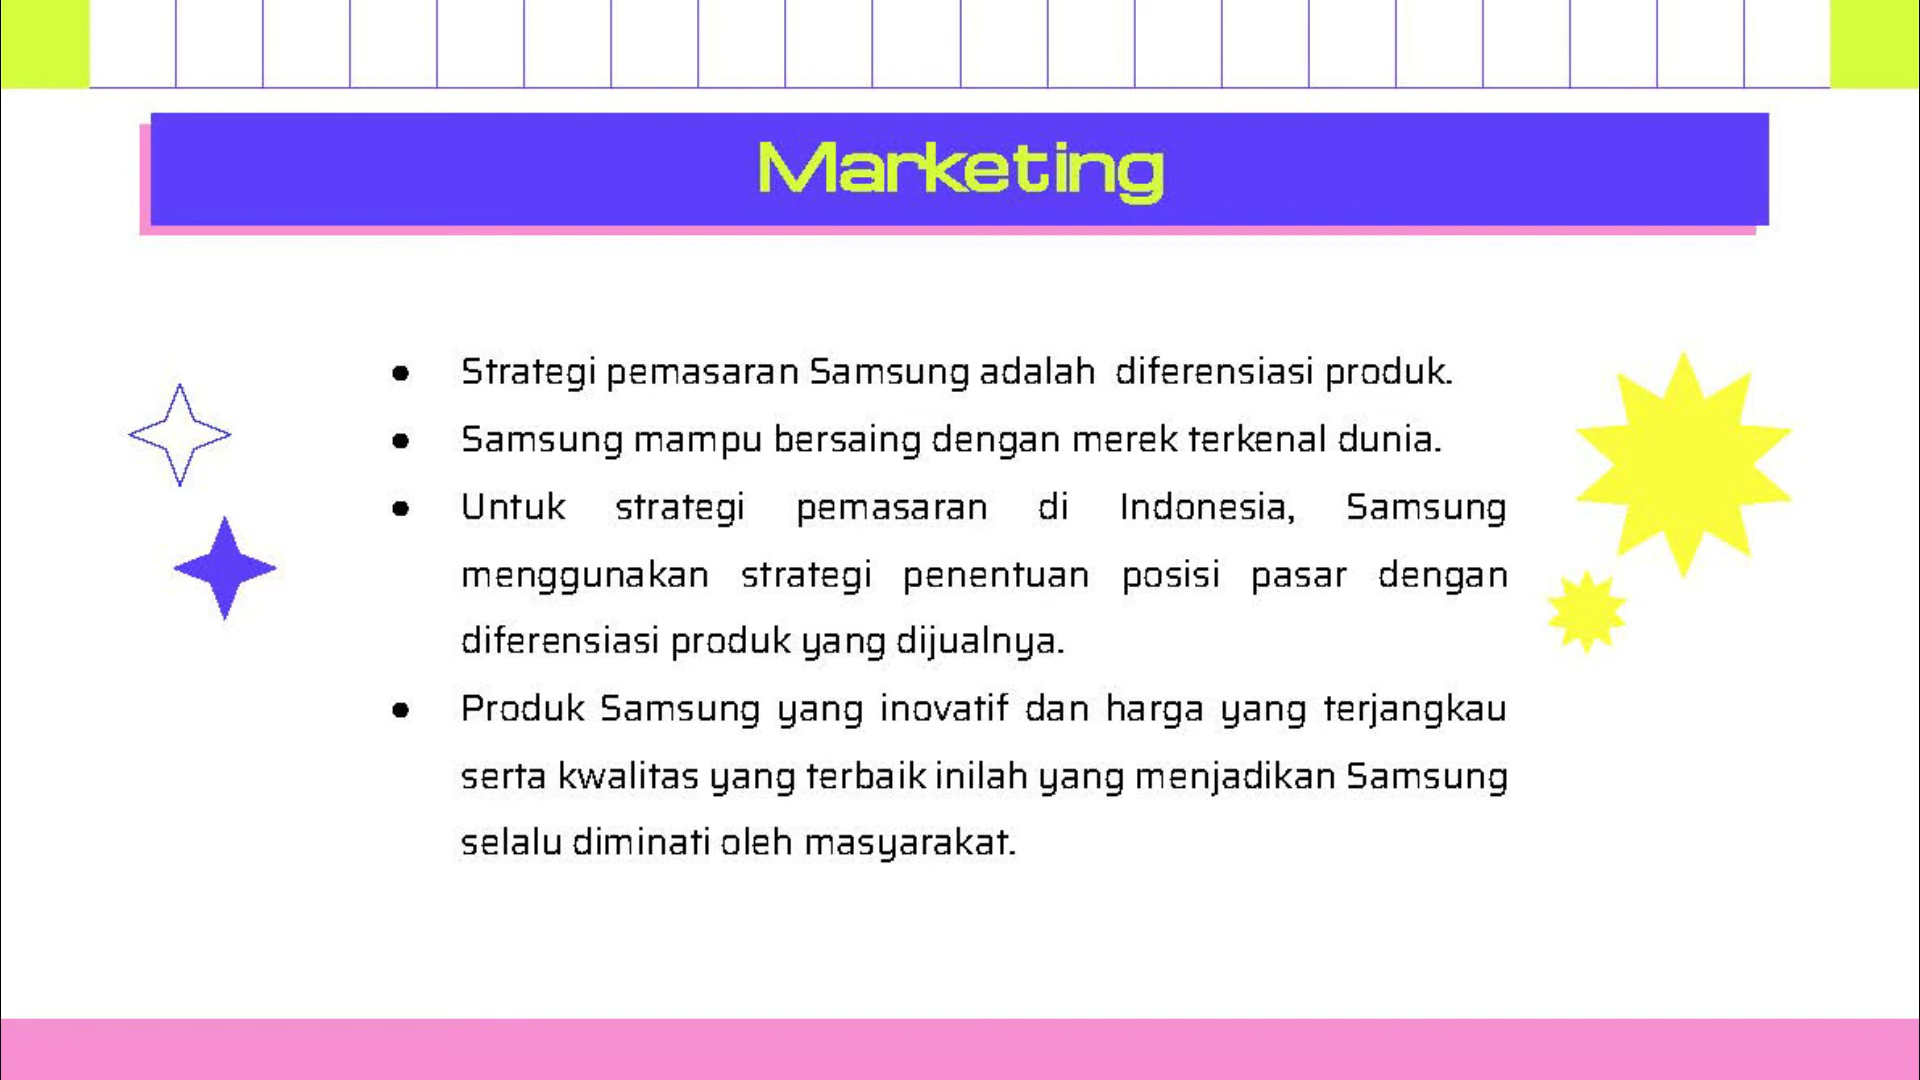 Marketing
● Strategi pemasaran Samsung adalah  diferensiasi produk.
● Samsung mampu bersaing dengan merek terkenal dunia.
● Untuk strategi pemasaran di Indonesia, Samsung
menggunakan strategi penentuan posisi pasar dengan
diferensiasi produk yang dijualnya.
● Produk Samsung yang inovatif dan harga yang terjangkau
serta kwalitas yang terbaik inilah yang menjadikan Samsung
selalu diminati oleh masyarakat.